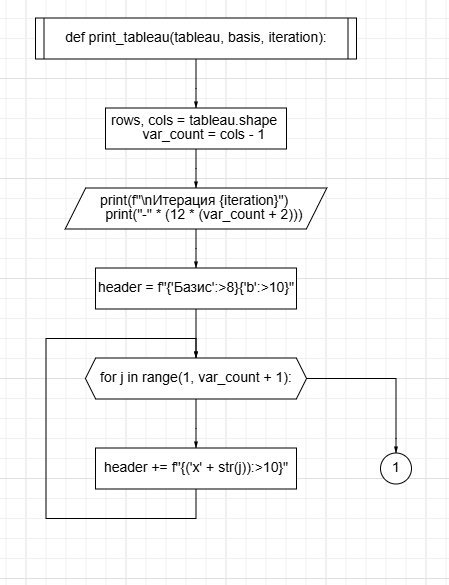 def print_tableau(tableau, basis, iteration):
rows, cols = tableau.shape
var_count = cols - 1
print(f"\nИтерация {iteration}")
print("-" * (12 * (var_count + 2)))
header = f"{'Базис':>8}{'b':>10}"
for j in range(1, var_count + 1):
header += f"{('x' + str(j)):>10}"
1